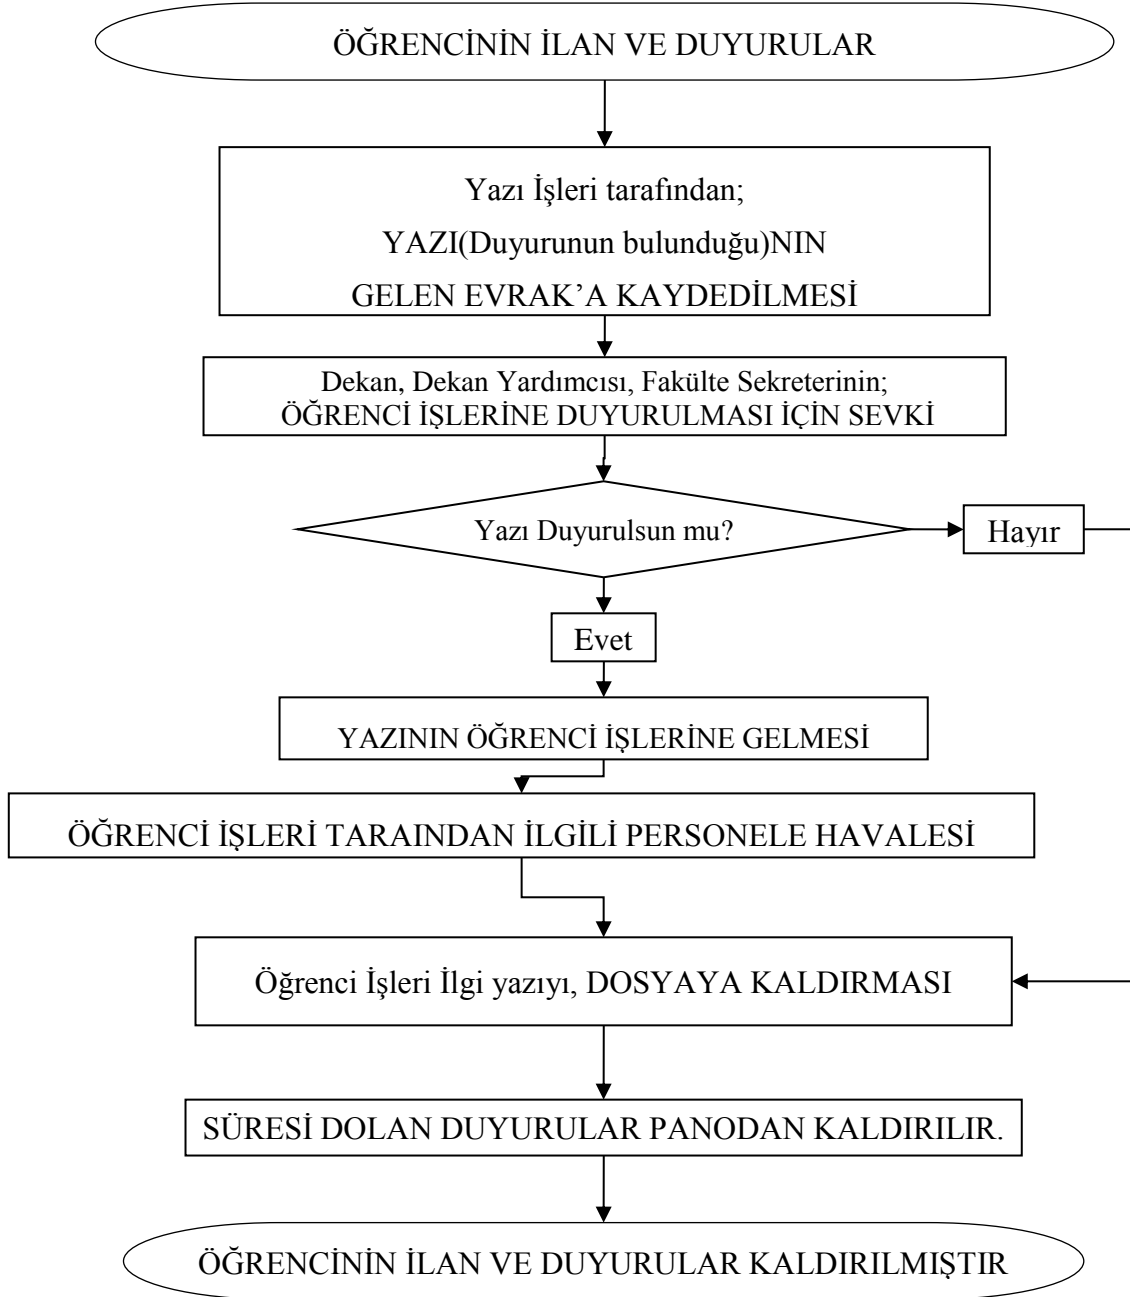 ÖĞRENCİNİN İLAN VE DUYURULAR
Yazı İşleri tarafından;
YAZI(Duyurunun bulunduğu)NIN
GELEN EVRAK’A KAYDEDİLMESİ
Dekan, Dekan Yardımcısı, Fakülte Sekreterinin;
ÖĞRENCİ İŞLERİNE DUYURULMASI İÇİN SEVKİ
Yazı Duyurulsun mu?
Hayır
Evet
YAZININ ÖĞRENCİ İŞLERİNE GELMESİ
ÖĞRENCİ İŞLERİ TARAINDAN İLGİLİ PERSONELE HAVALESİ
Öğrenci İşleri İlgi yazıyı, DOSYAYA KALDIRMASI
SÜRESİ DOLAN DUYURULAR PANODAN KALDIRILIR.
ÖĞRENCİNİN İLAN VE DUYURULAR KALDIRILMIŞTIR